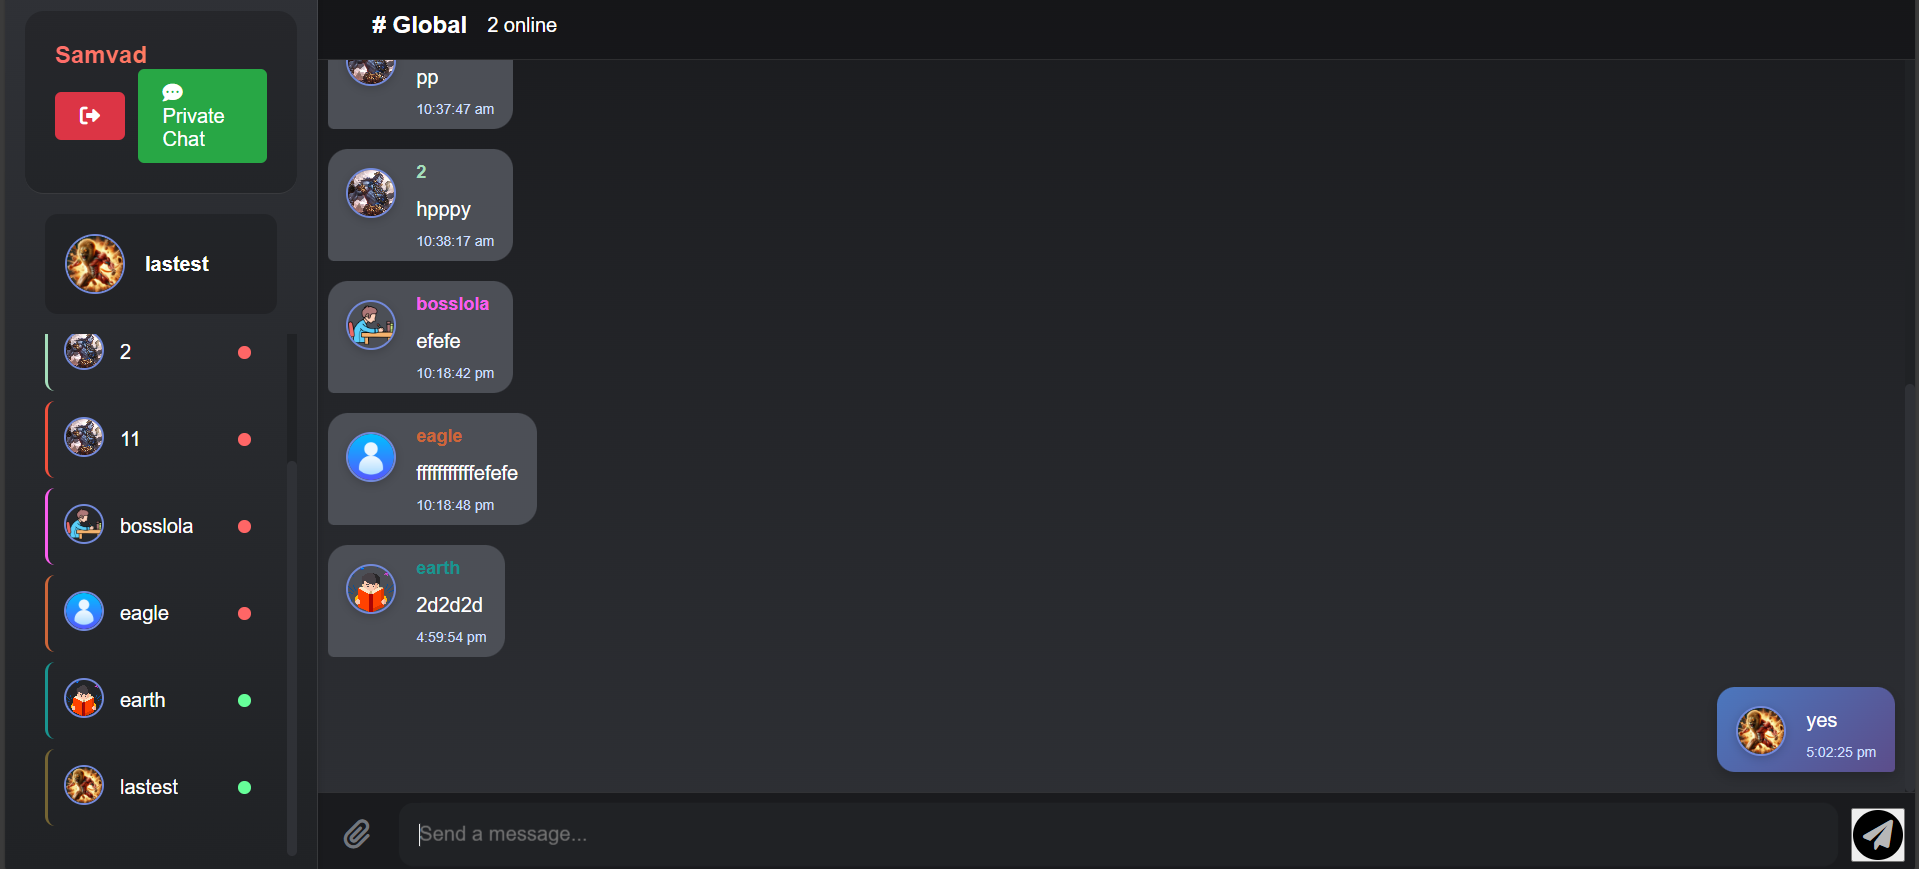 Samvad
Private
Chat
lastest
2
11
bosslola
eagle
earth
lastest
# Global 2 online
pp
10:37:47 am
2
hpppy
10:38:17 am
bosslola
efefe
10:18:42 pm
eagle
fffffffffffefefe
10:18:48 pm
earth
2d2d2d
4:59:54 pm
yes
5:02:25 pm
Send a message...